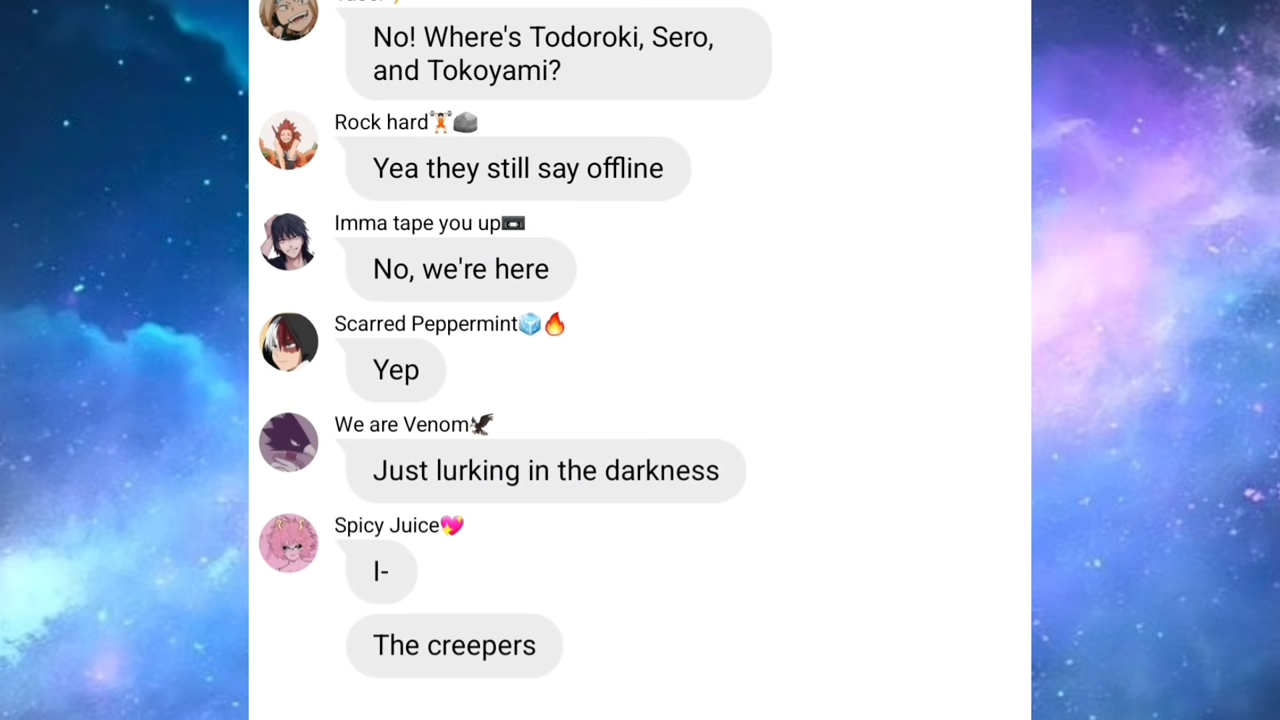 No! Where's Todoroki, Sero,
and Tokoyami?
Rock hard🏋🪨
Yea they still say offline
Imma tape you up📼
No, we're here
Scarred Peppermint🧊🔥
Yep
We are Venom🦅
Just lurking in the darkness
Spicy Juice💖
I-
The creepers